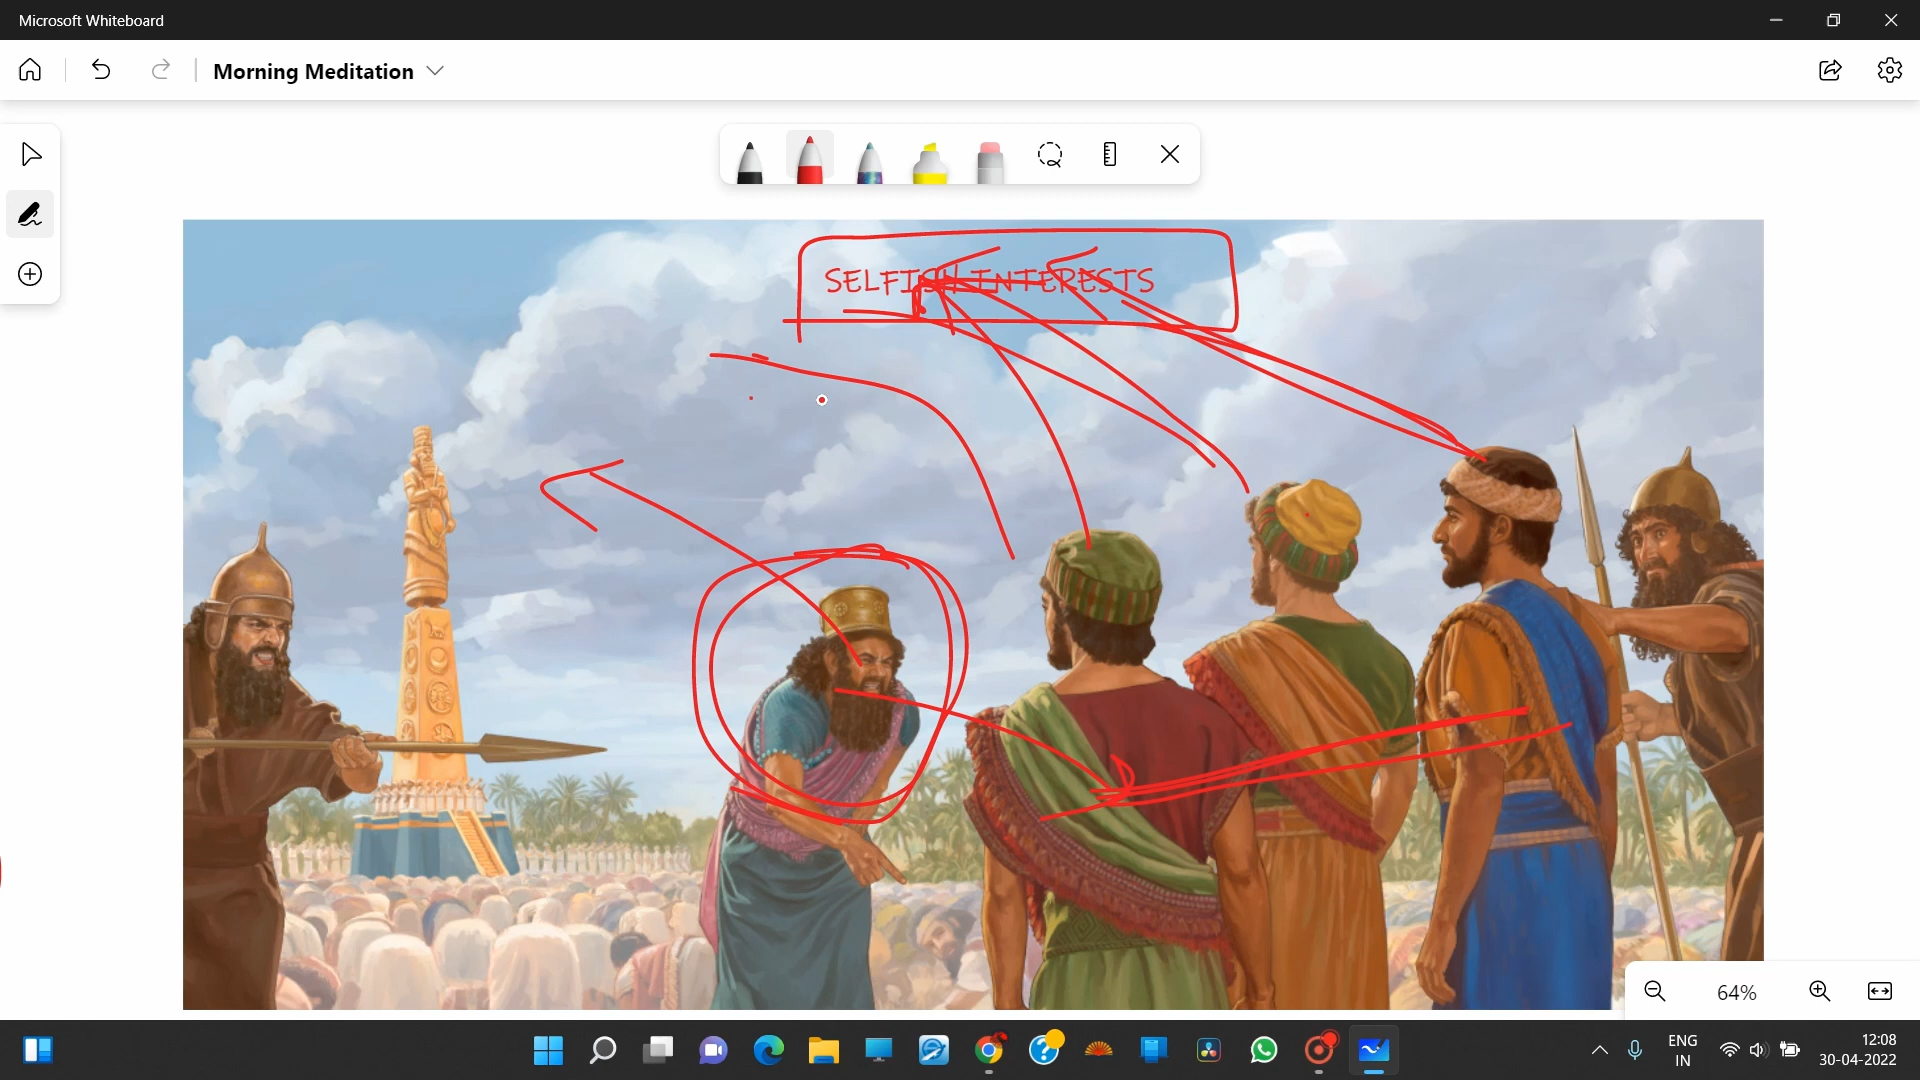 Microsoft Whiteboard
Morning Meditation
SELFISH INTERESTS
64%
ENG
IN
12:08
30-04-2022